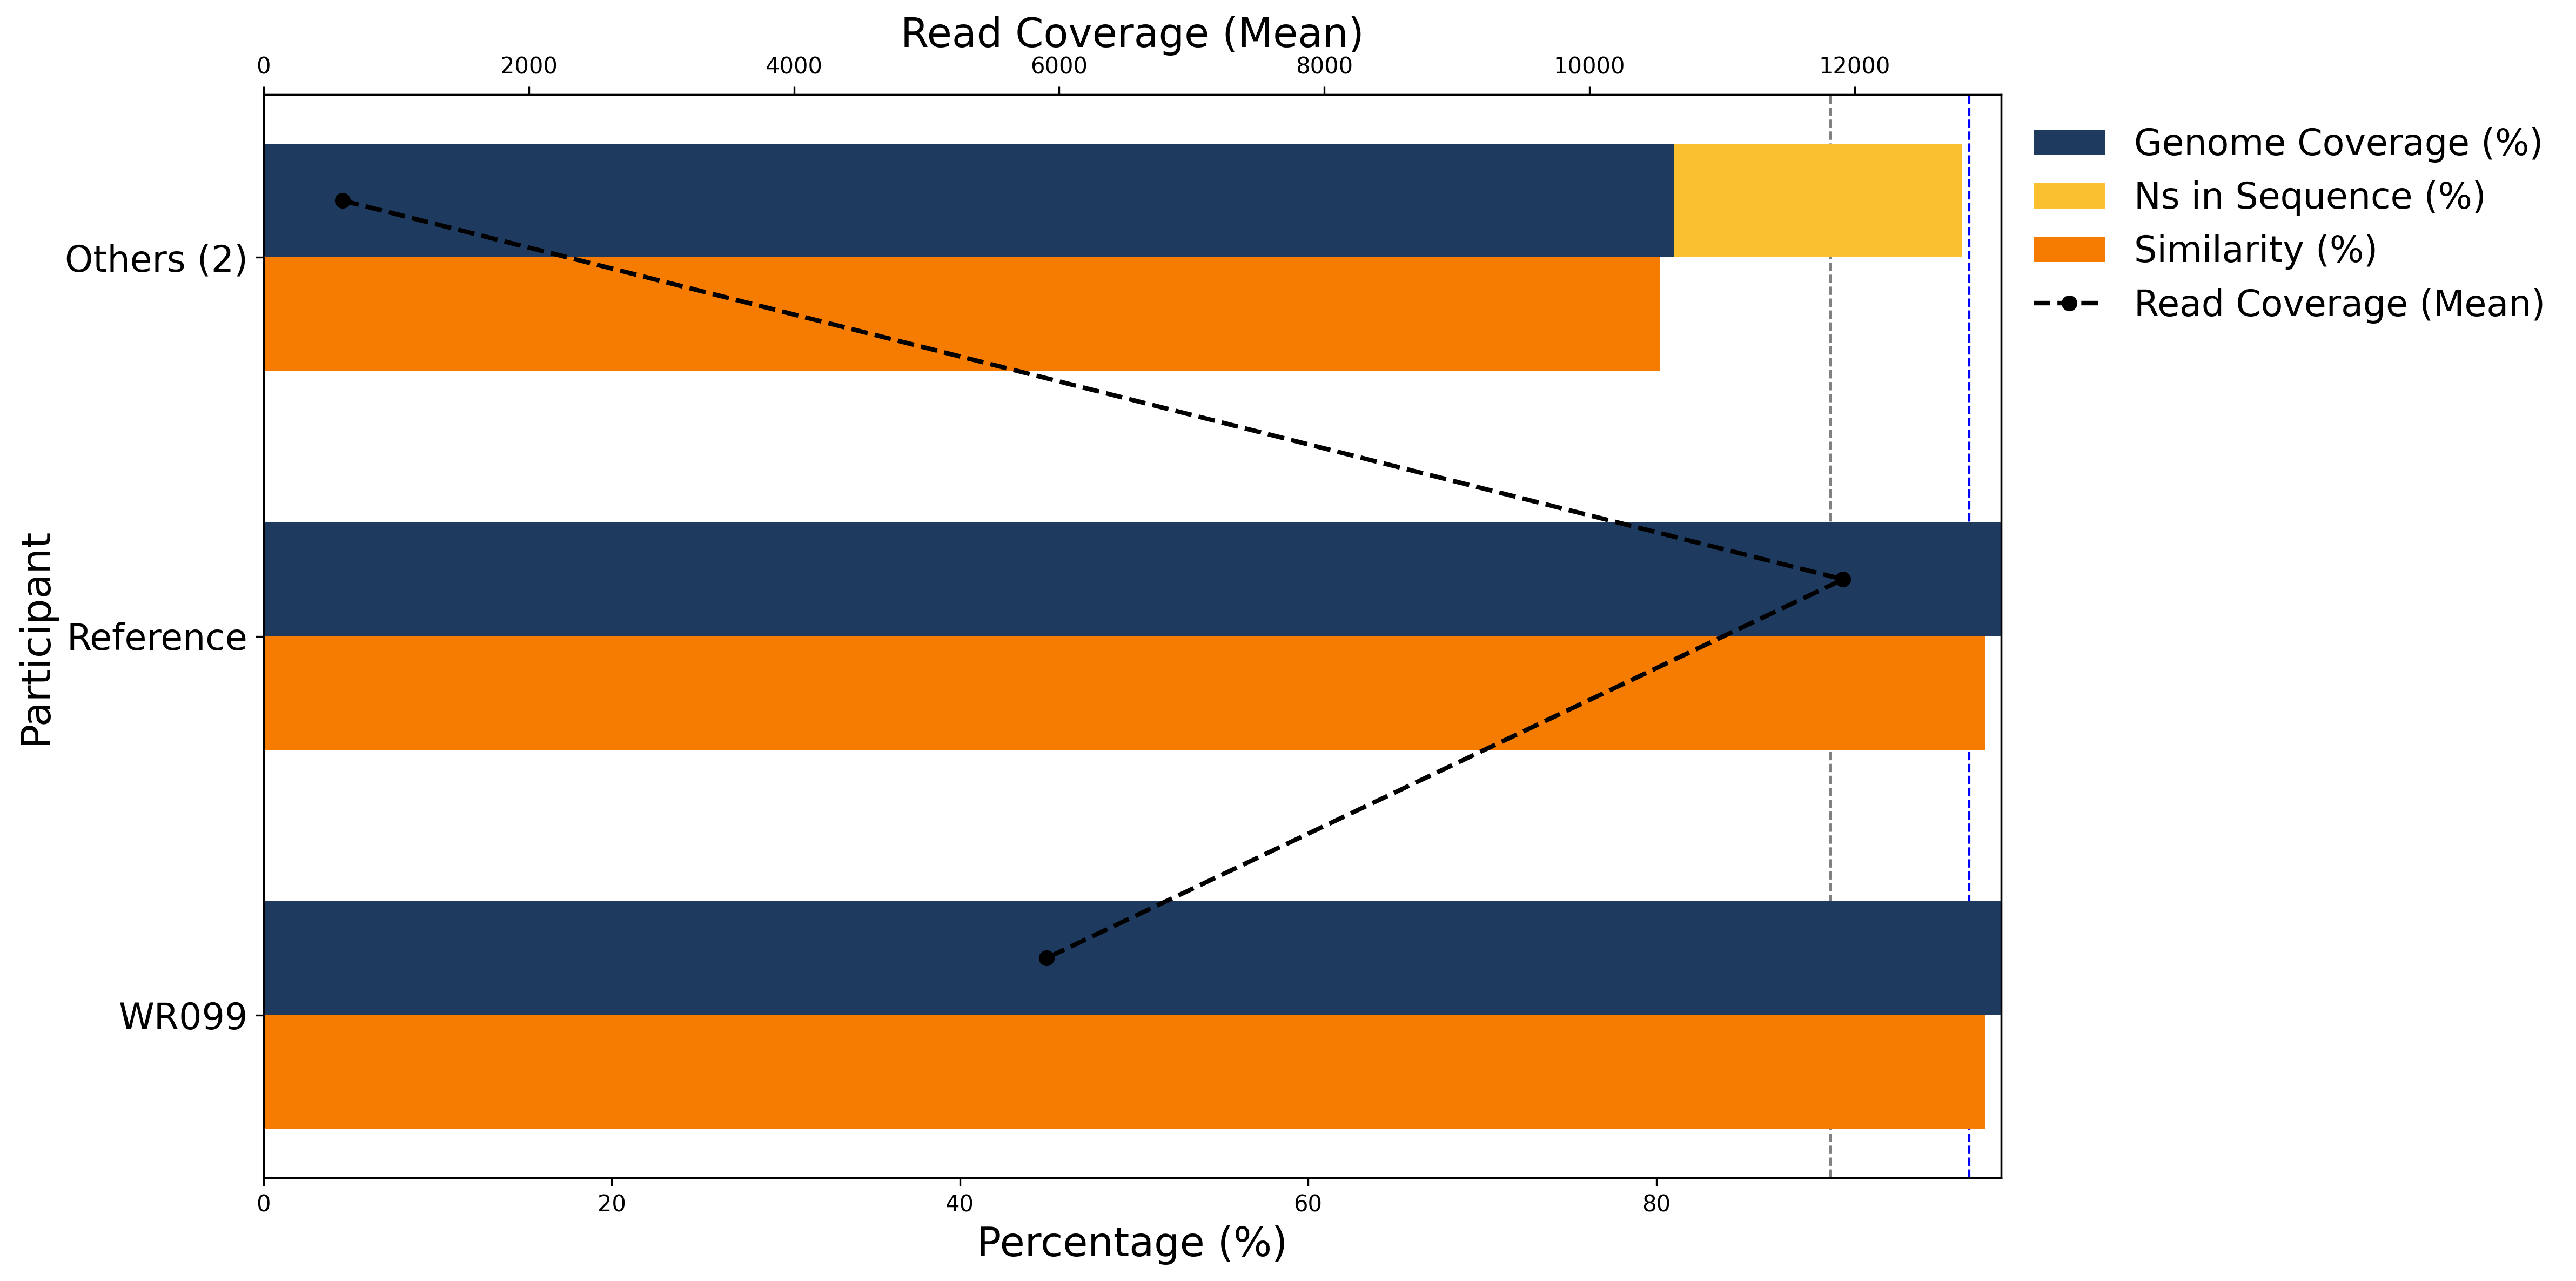 Read Coverage (Mean)
0 2000 4000 6000 8000 10000 12000
Genome Coverage (%)
Ns in Sequence (%)
Similarity (%)
Read Coverage (Mean)
Others (2)
Reference
WR099
Participant
0 20 40 60 80
Percentage (%)